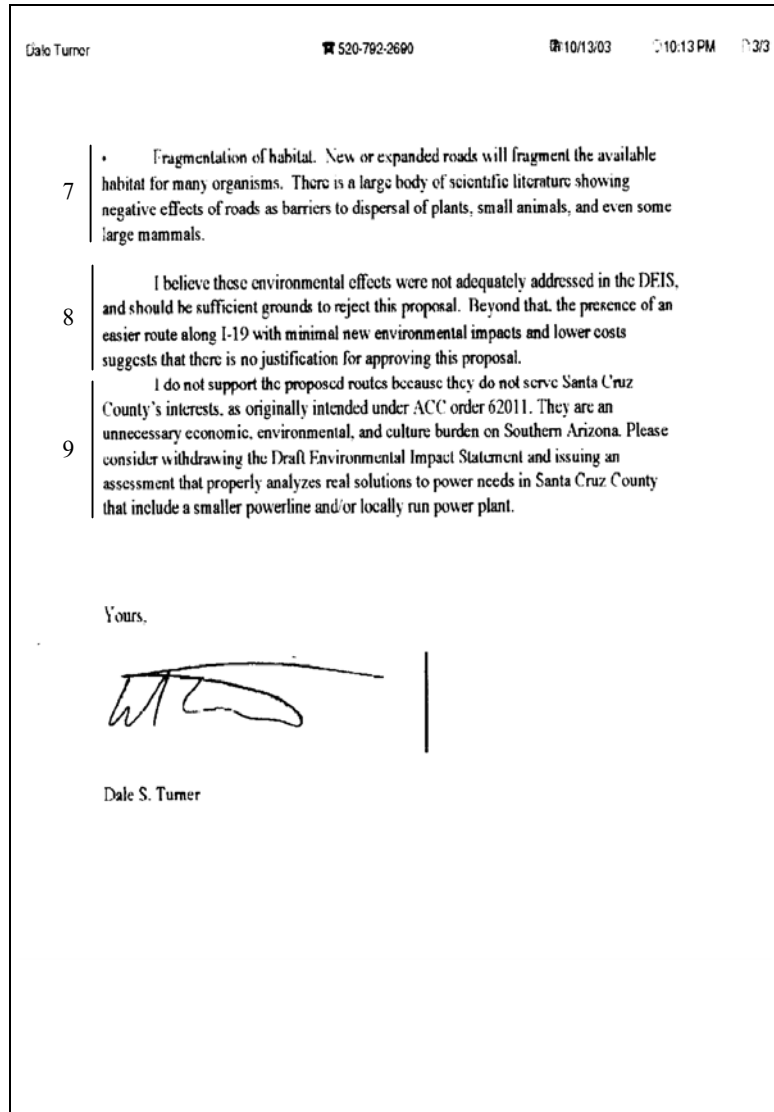 Dale Turner 520-792-2690 10/13/03 10:13 PM 3/3
• Fragmentation of habitat. New or expanded roads will fragment the available
7 habitat for many organisms. There is a large body of scientific literature showing
negative effects of roads as barriers to dispersal of plants, small animals, and even some
large mammals.
I believe these environmental effects were not adequately addressed in the DEIS,
8 and should be sufficient grounds to reject this proposal. Beyond that, the presence of an
easier route along I-19 with minimal new environmental impacts and lower costs
suggests that there is no justification for approving this proposal.
I do not support the proposed routes because they do not serve Santa Cruz
County's interests, as originally intended under ACC order 62011. They are an
9 unnecessary economic, environmental, and culture burden on Southern Arizona. Please
consider withdrawing the Draft Environmental Impact Statement and issuing an
assessment that properly analyzes real solutions to power needs in Santa Cruz County
that include a smaller powerline and/or locally run power plant.
Yours,
Dale S. Turner